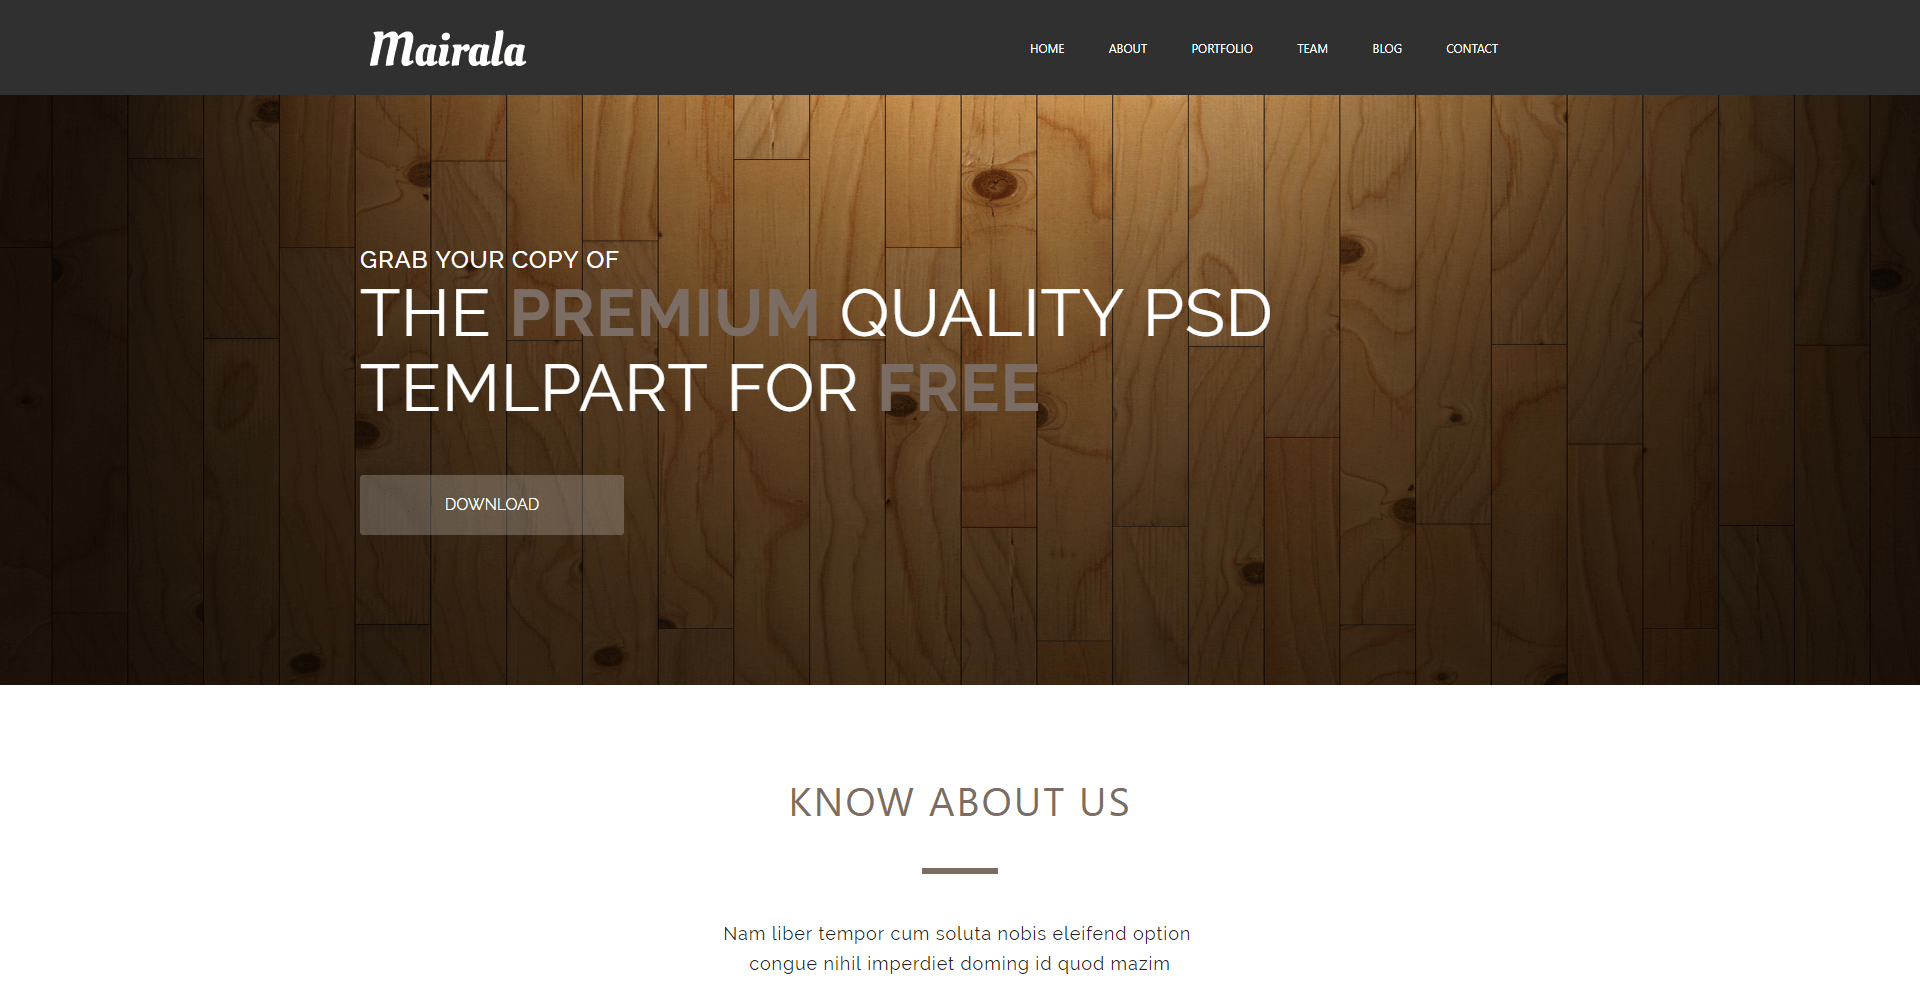 Mairala
HOME ABOUT PORTFOLIO TEAM BLOG CONTACT
GRAB YOUR COPY OF
THE PREMIUM QUALITY PSD
TEMLPART FOR FREE
DOWNLOAD
KNOW ABOUT US
Nam liber tempor cum soluta nobis eleifend option
congue nihil imperdiet doming id quod mazim